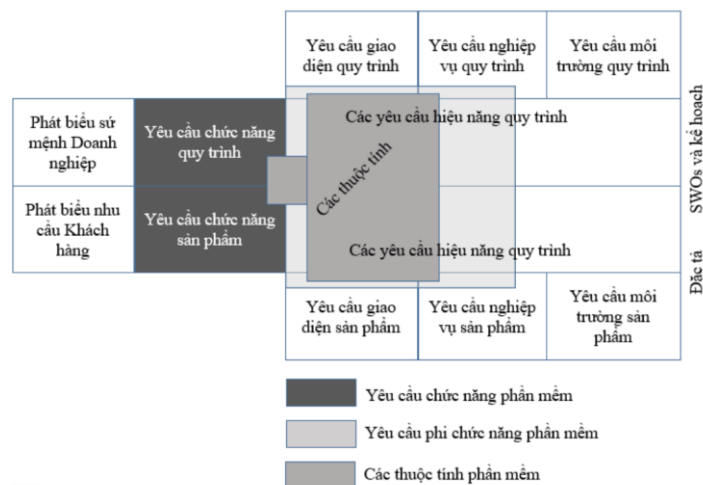 Yêu cầu giao
diện quy trình
Yêu cầu nghiệp
vụ quy trình
Yêu cầu môi
trường quy trình
Phát biểu sứ
mệnh Doanh
nghiệp
Yêu cầu chức năng
quy trình
Các yêu cầu hiệu năng quy trình
Các thuộc tính
SWOs và kế hoach
Phát biểu nhu
cầu Khách
hàng
Yêu cầu chức năng
sản phẩm
Các yêu cầu hiệu năng quy trình
Đăc tả
Yêu cầu giao
diện sản phẩm
Yêu cầu nghiệp
vụ sản phẩm
Yêu cầu môi
trường sản
phẩm
Yêu cầu chức năng phần mềm
Yêu cầu phi chức năng phần mềm
Các thuộc tính phần mềm